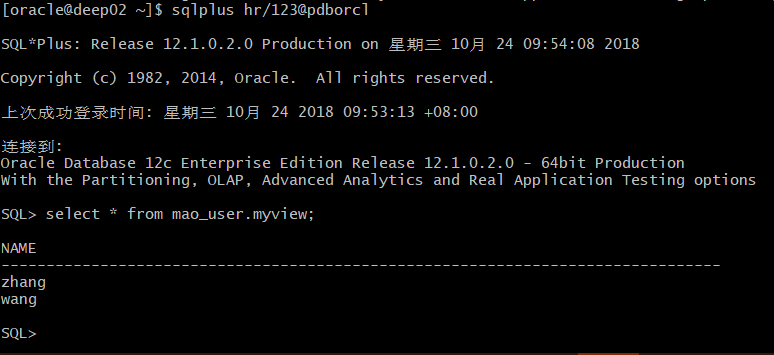 [oracle@deep02 ~]$ sqlplus hr/123@pdborcl
SQL*Plus: Release 12.1.0.2.0 Production on 星期三 10月 24 09:54:08 2018
Copyright (c) 1982, 2014, Oracle.  All rights reserved.
上次成功登录时间: 星期三 10月 24 2018 09:53:13 +08:00
连接到:
Oracle Database 12c Enterprise Edition Release 12.1.0.2.0 - 64bit Production
With the Partitioning, OLAP, Advanced Analytics and Real Application Testing options
SQL> select * from mao_user.myview;
NAME
--------------------------------------------------------------------------------
zhang
wang
SQL>